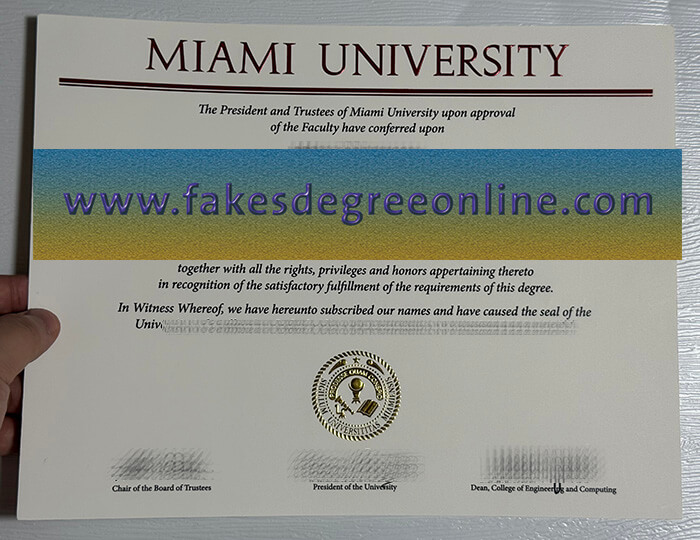 MIAMI UNIVERSITY
The President and Trustees of Miami University upon approval
of the Faculty have conferred upon
www.fakesdegreeonline.com
together with all the rights, privileges and honors appertaining thereto
in recognition of the satisfactory fulfillment of the requirements of this degree.
In Witness Whereof, we have hereunto subscribed our names and have caused the seal of the
Chair of the Board of Trustees
President of the University
Dean, College of Engineering and Computing